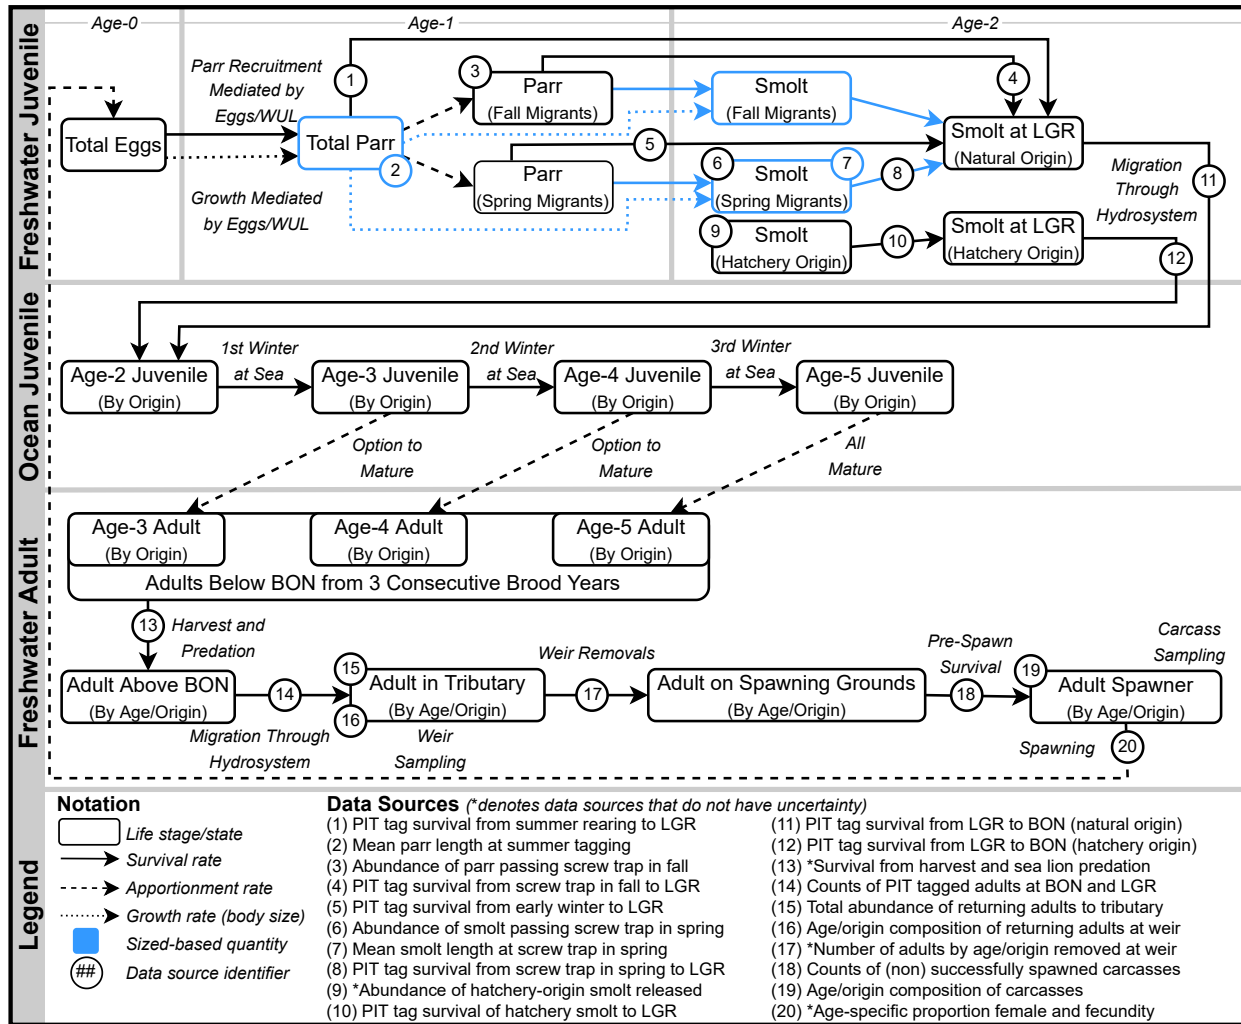 Age-0
Age-1
Age-2
Freshwater Juvenile
Parr Recruitment
Mediated by
Eggs/WUL
1
3
Parr
(Fall Migrants)
Smolt
(Fall Migrants)
4
Total Eggs
Total Parr
2
5
Smolt at LGR
(Natural Origin)
Growth Mediated
by Eggs/WUL
Parr
(Spring Migrants)
6
7
Smolt
(Spring Migrants)
8
Migration
Through
Hydrosystem
11
9
Smolt
(Hatchery Origin)
10
Smolt at LGR
(Hatchery Origin)
12
Ocean Juvenile
Age-2 Juvenile
(By Origin)
1st Winter
at Sea
Age-3 Juvenile
(By Origin)
2nd Winter
at Sea
Age-4 Juvenile
(By Origin)
3rd Winter
at Sea
Age-5 Juvenile
(By Origin)
Option to
Mature
Option to
Mature
All
Mature
Freshwater Adult
Age-3 Adult
(By Origin)
Age-4 Adult
(By Origin)
Age-5 Adult
(By Origin)
Adults Below BON from 3 Consecutive Brood Years
13
Harvest and
Predation
Adult Above BON
(By Age/Origin)
14
Migration Through
Hydrosystem
15
16
Adult in Tributary
(By Age/Origin)
Weir
Sampling
Weir Removals
17
Adult on Spawning Grounds
(By Age/Origin)
Pre-Spawn
Survival
18
Carcass
Sampling
19
Adult Spawner
(By Age/Origin)
Spawning
20
Legend
Notation
Life stage/state
Survival rate
Apportionment rate
Growth rate (body size)
Sized-based quantity
## Data source identifier
Data Sources (*denotes data sources that do not have uncertainty)
(1) PIT tag survival from summer rearing to LGR
(2) Mean parr length at summer tagging
(3) Abundance of parr passing screw trap in fall
(4) PIT tag survival from screw trap in fall to LGR
(5) PIT tag survival from early winter to LGR
(6) Abundance of smolt passing screw trap in spring
(7) Mean smolt length at screw trap in spring
(8) PIT tag survival from screw trap in spring to LGR
(9) *Abundance of hatchery-origin smolt released
(10) PIT tag survival of hatchery smolt to LGR
(11) PIT tag survival from LGR to BON (natural origin)
(12) PIT tag survival from LGR to BON (hatchery origin)
(13) *Survival from harvest and sea lion predation
(14) Counts of PIT tagged adults at BON and LGR
(15) Total abundance of returning adults to tributary
(16) Age/origin composition of returning adults at weir
(17) *Number of adults by age/origin removed at weir
(18) Counts of (non) successfully spawned carcasses
(19) Age/origin composition of carcasses
(20) *Age-specific proportion female and fecundity